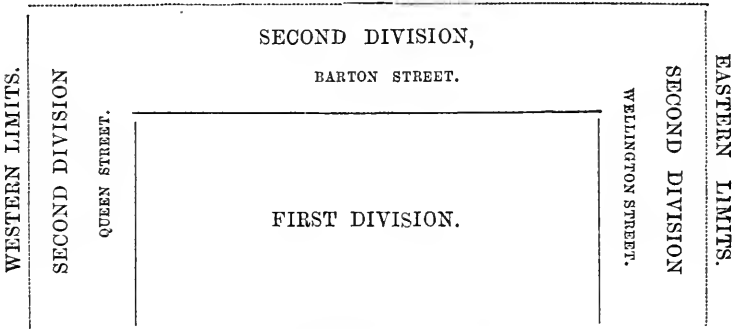 SECOND DIVISION,
BARTON STREET.
WESTERN LIMITS.
SECOND DIVISION
QUEEN STREET.
FIRST DIVISION.
WELLINGTON STREET.
SECOND DIVISION
EASTERN LIMITS.